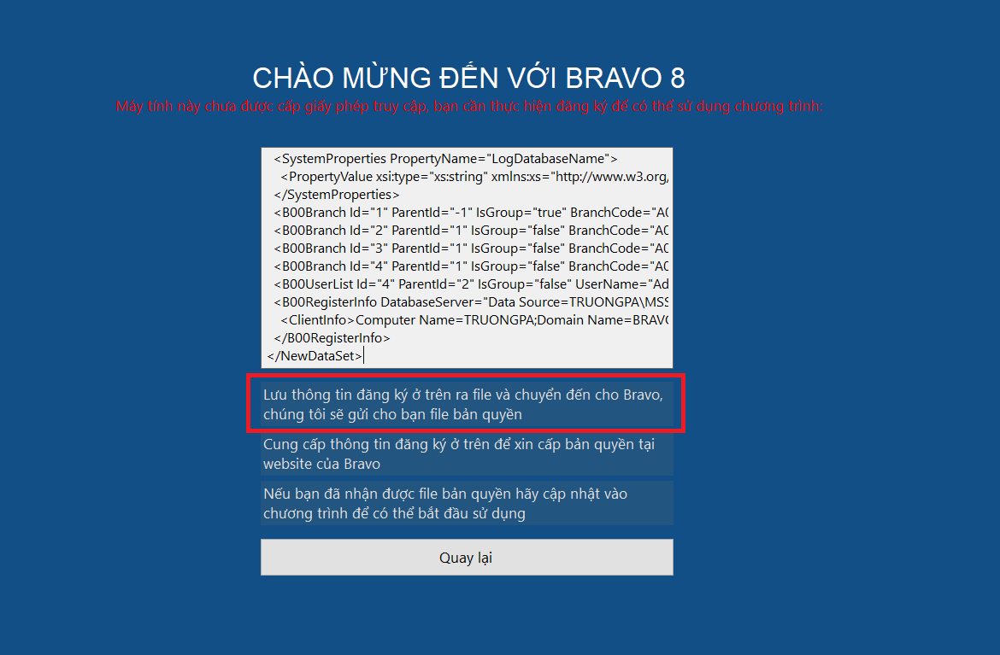 CHÀO MỪNG ĐẾN VỚI BRAVO 8
Máy tính này chưa được cấp giấy phép truy cập, bạn cần thực hiện đăng ký để có thể sử dụng chương trình:
<SystemProperties PropertyName="LogDatabaseName">
<PropertyValue xsi:type="xs:string" xmlns:xs="http://www.w3.org/
</SystemProperties>
<B00Branch Id="1" ParentId="-1" IsGroup="true" BranchCode="A0
<B00Branch Id="2" ParentId="1" IsGroup="false" BranchCode="A0
<B00Branch Id="3" ParentId="1" IsGroup="false" BranchCode="A0
<B00Branch Id="4" ParentId="1" IsGroup="false" BranchCode="A0
<B00UserList Id="4" ParentId="2" IsGroup="false" UserName="Ad
<B00RegisterInfo DatabaseServer="Data Source=TRUONGPA\MSS
<ClientInfo>Computer Name=TRUONGPA;Domain Name=BRAVO
</B00RegisterInfo>
</NewDataSet>
Lưu thông tin đăng ký ở trên ra file và chuyển đến cho Bravo,
chúng tôi sẽ gửi cho bạn file bản quyền
Cung cấp thông tin đăng ký ở trên để xin cấp bản quyền tại
website của Bravo
Nếu bạn đã nhận được file bản quyền hãy cập nhật vào
chương trình để có thể bắt đầu sử dụng
Quay lại